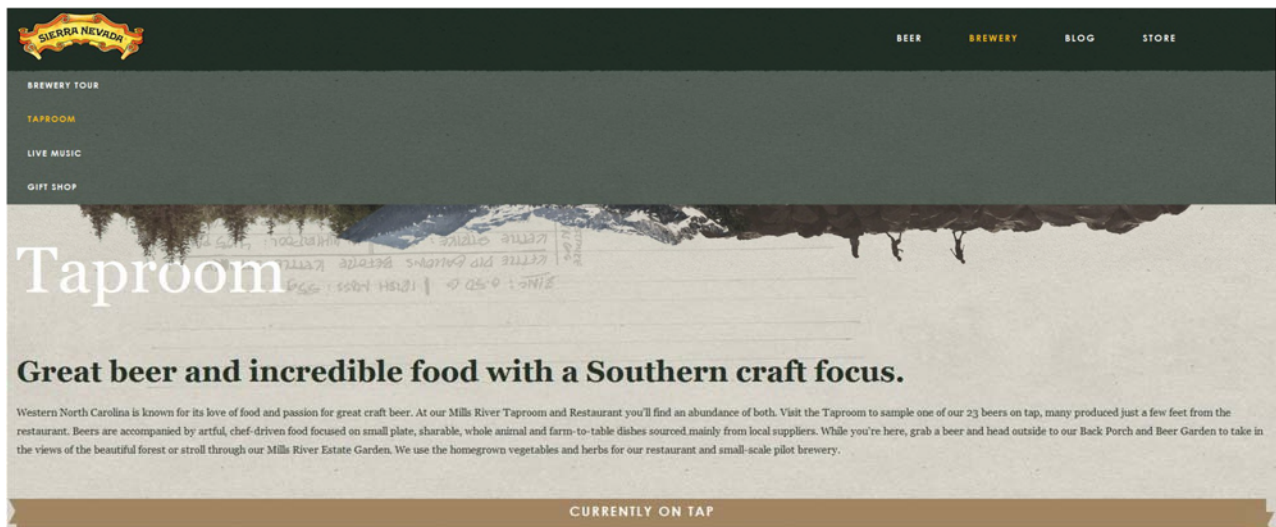 SIERRA NEVADA
BEER
BREWERY
BLOG
STORE
BREWERY TOUR
TAPROOM
LIVE MUSIC
GIFT SHOP
Taproom
Great beer and incredible food with a Southern craft focus.
Western North Carolina is known for its love of food and passion for great craft beer. At our Mills River Taproom and Restaurant you'll find an abundance of both. Visit the Taproom to sample one of our 23 beers on tap, many produced just a few feet from the
restaurant. Beers are accompanied by artful, chef-driven food focused on small plate, sharable, whole animal and farm-to-table dishes sourced mainly from local suppliers. While you're here, grab a beer and head outside to our Back Porch and Beer Garden to take in
the views of the beautiful forest or stroll through our Mills River Estate Garden. We use the homegrown vegetables and herbs for our restaurant and small-scale pilot brewery.
CURRENTLY ON TAP